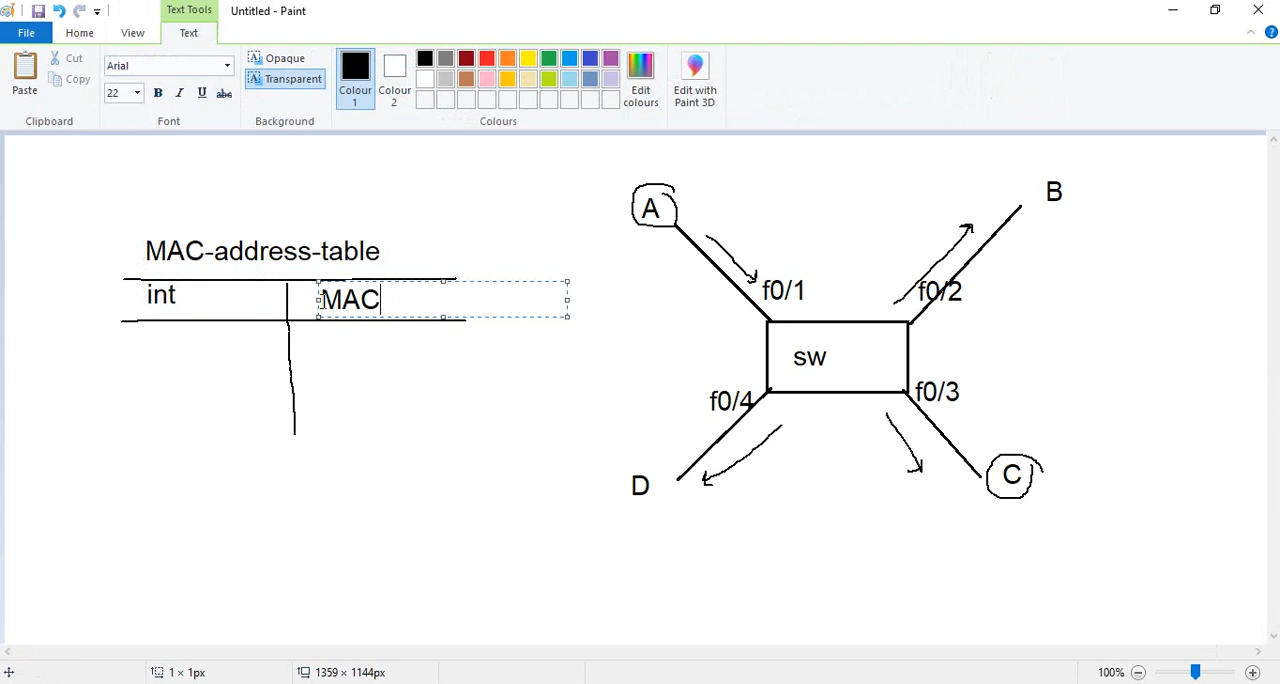 Text Tools
Untitled - Paint
File
Home
View
Text
Paste
Cut
Copy
Clipboard
Arial
22
B I U abc
Font
A Opaque
A Transparent
Background
Colour 1
Colour 2
Edit colours
Colours
Edit with Paint 3D
MAC-address-table
int
MAC
A
B
f0/1
f0/2
sw
f0/4
f0/3
D
C
1 × 1px
1359 × 1144px
100%